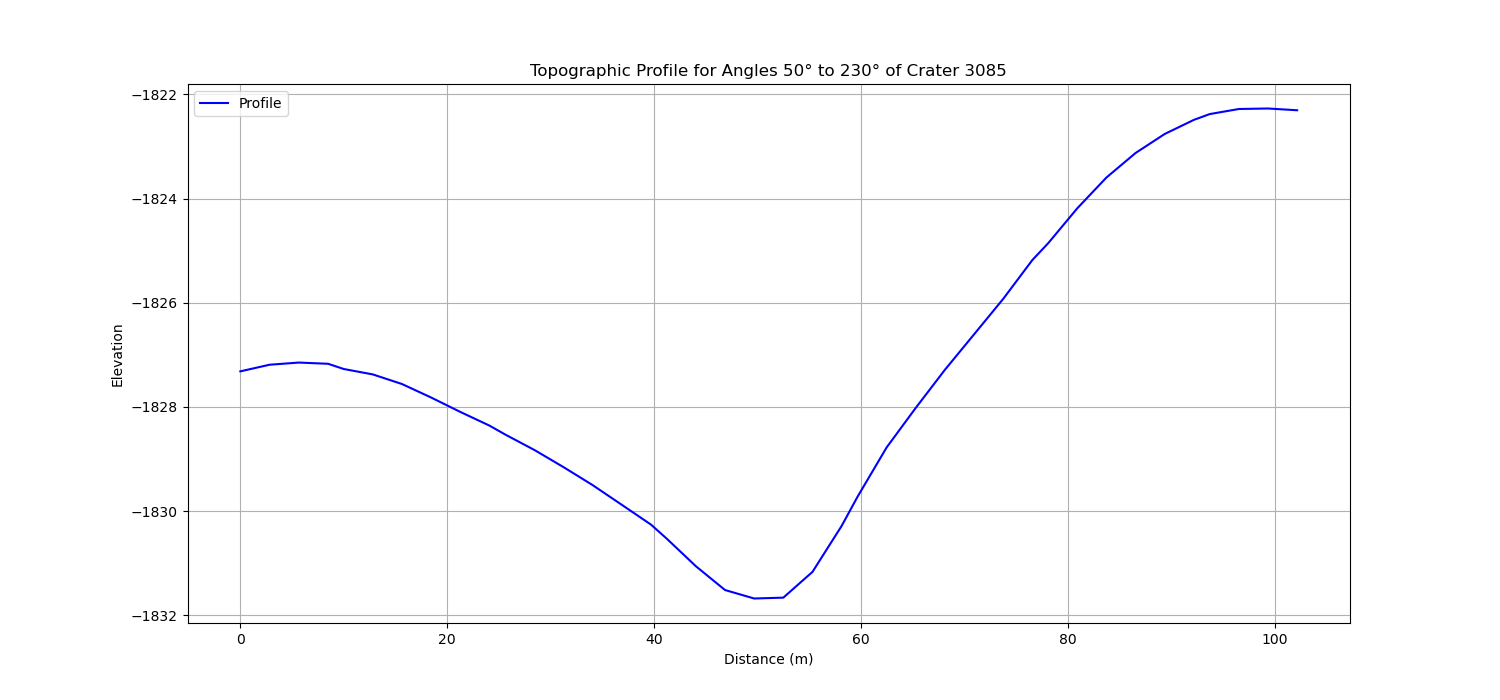 Topographic Profile for Angles 50° to 230° of Crater 3085
Profile
−1822
−1824
−1826
−1828
−1830
−1832
Elevation
0 20 40 60 80 100
Distance (m)